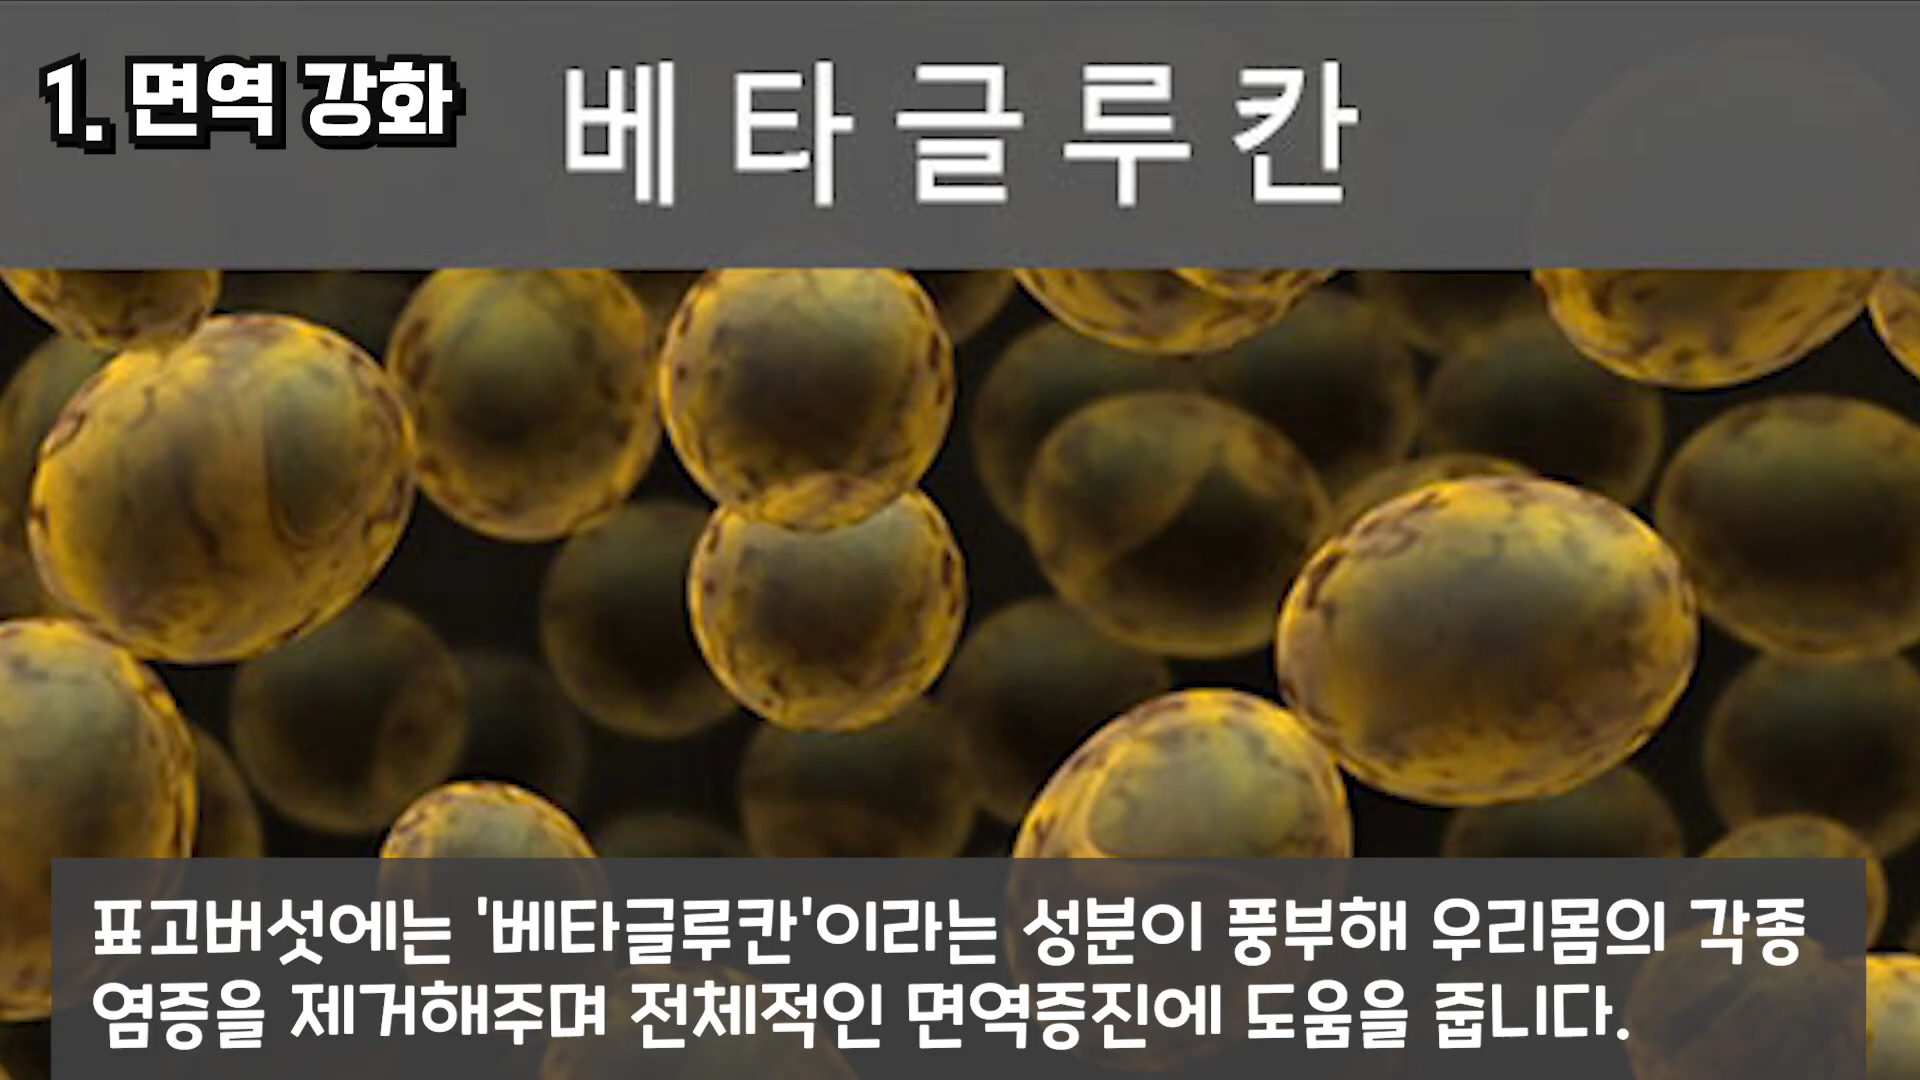 1. 면역 강화
베타글루칸
표고버섯에는 '베타글루칸'이라는 성분이 풍부해 우리몸의 각종
염증을 제거해주며 전체적인 면역증진에 도움을 줍니다.